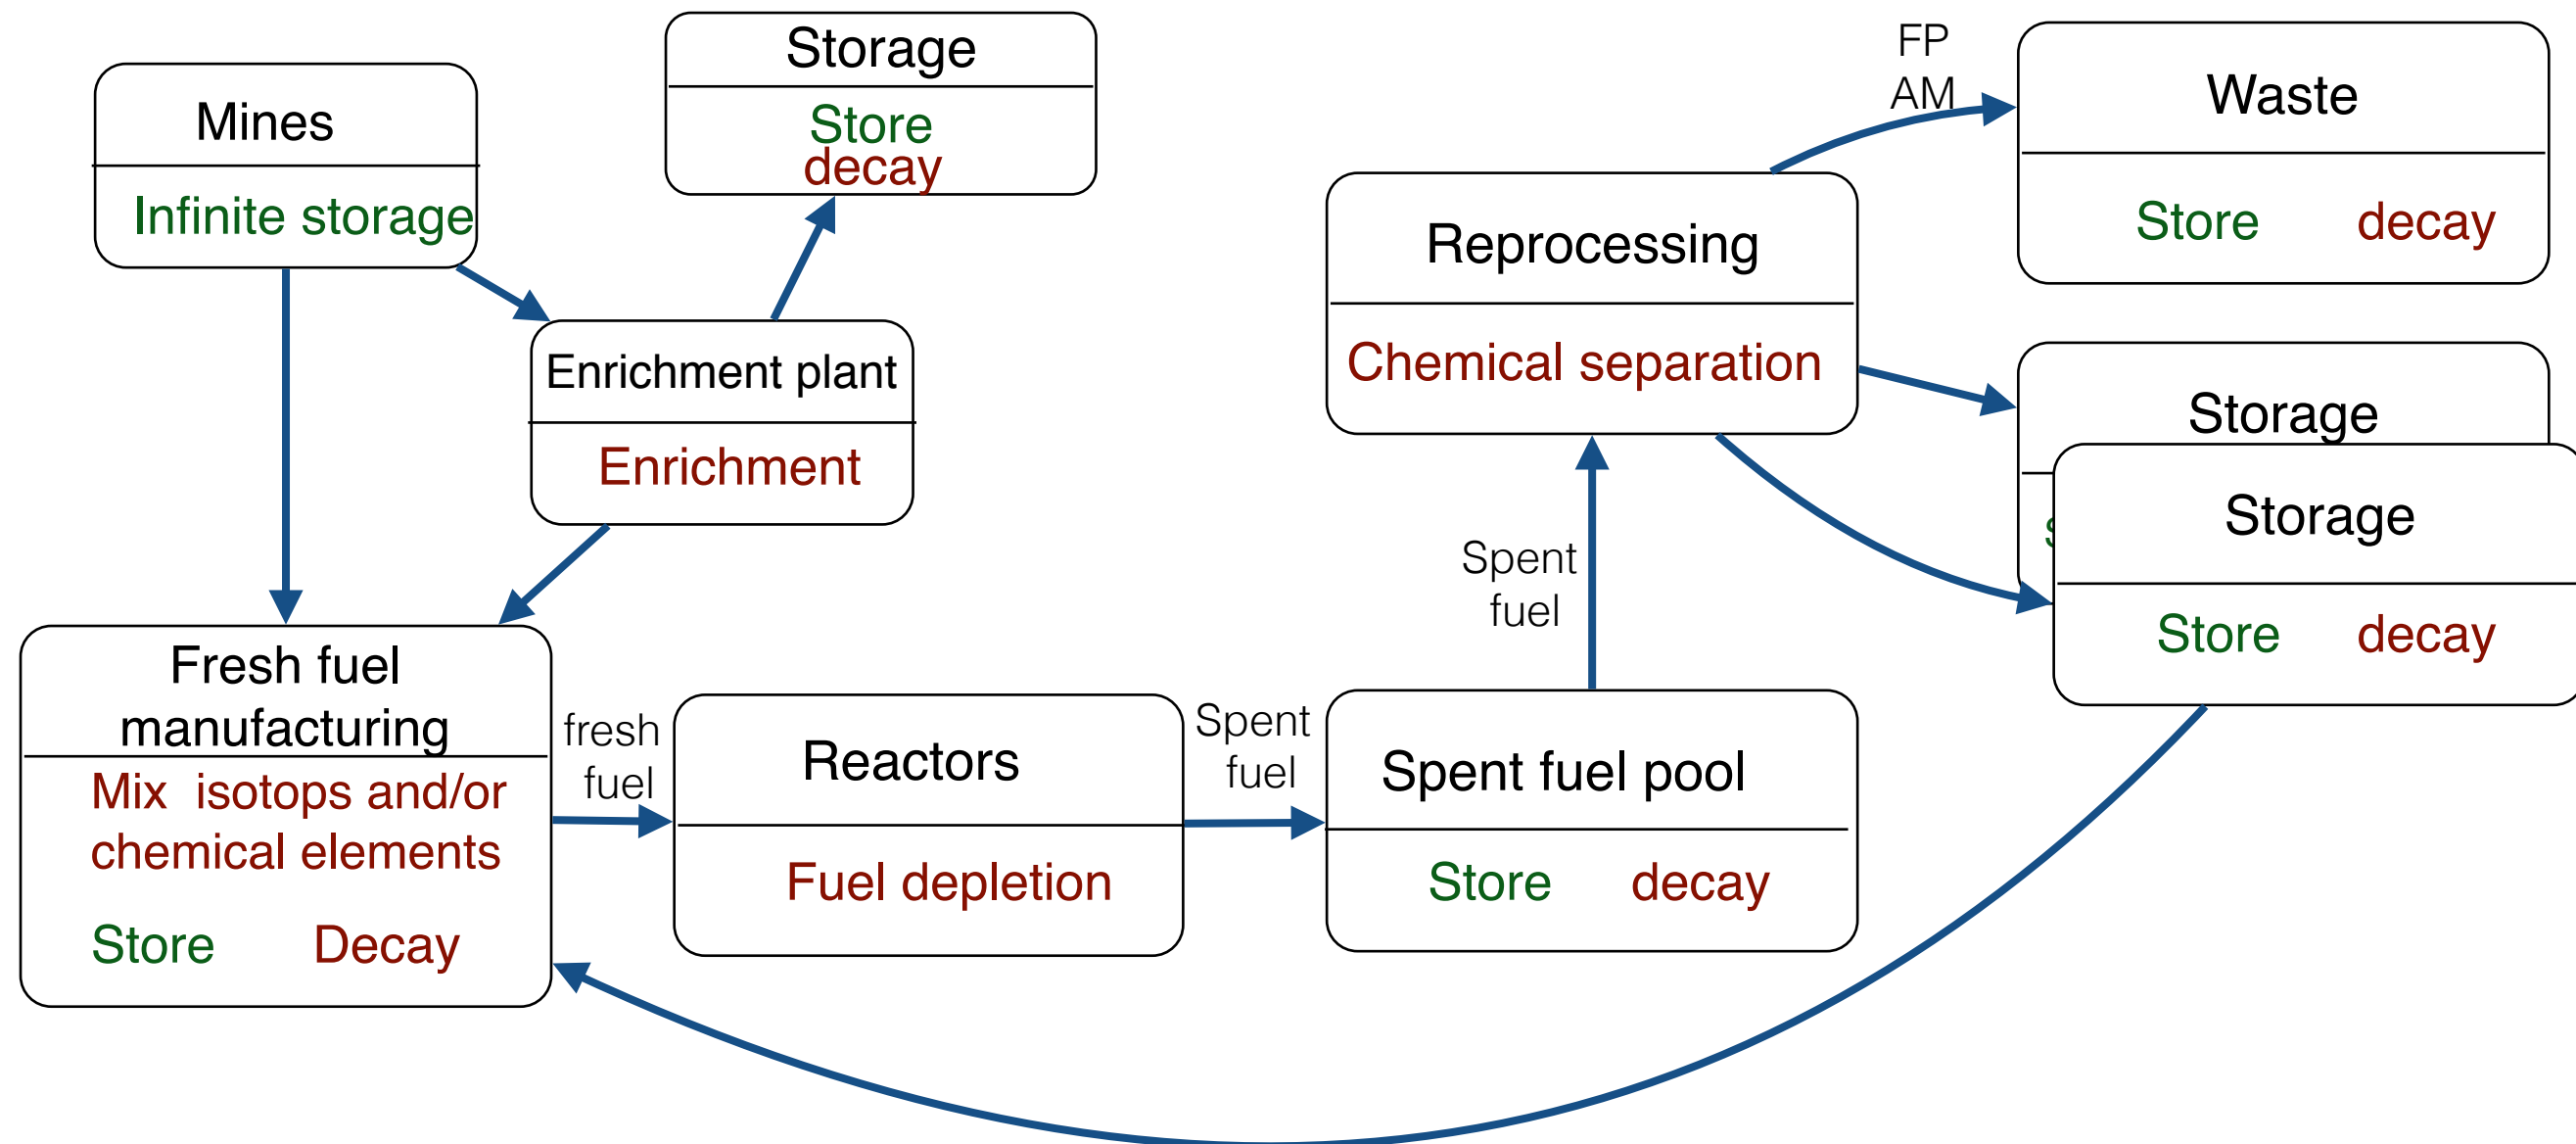 Mines
Infinite storage
Storage
Store
decay
Enrichment plant
Enrichment
Fresh fuel
manufacturing
Mix isotops and/or
chemical elements
Store Decay
fresh
fuel
Reactors
Fuel depletion
Spent
fuel
Spent fuel pool
Store decay
Spent
fuel
Reprocessing
Chemical separation
FP
AM
Waste
Store decay
Storage
Storage
Store decay